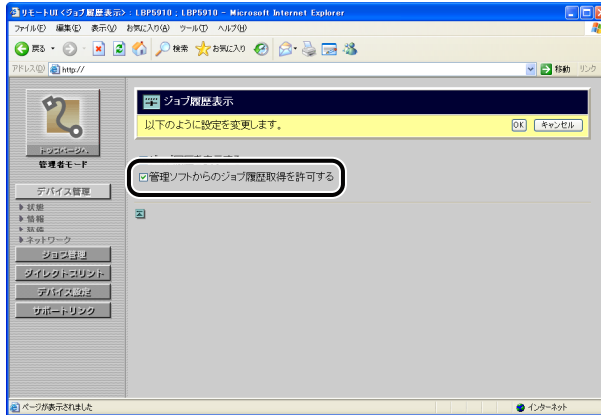 リモートUI <ジョブ履歴表示> : LBP5910 ; LBP5910 - Microsoft Internet Explorer
ファイル(F) 編集(E) 表示(V) お気に入り(A) ツール(T) ヘルプ(H)
戻る 検索 お気に入り
アドレス(D) http:// 移動 リンク
ジョブ履歴表示
以下のように設定を変更します。 OK キャンセル
トップページへ
管理者モード
管理ソフトからのジョブ履歴取得を許可する
デバイス管理
状態
情報
ネットワーク
ジョブ管理
ダイレクトプリント
デバイス設定
サポートリンク
ページが表示されました インターネット